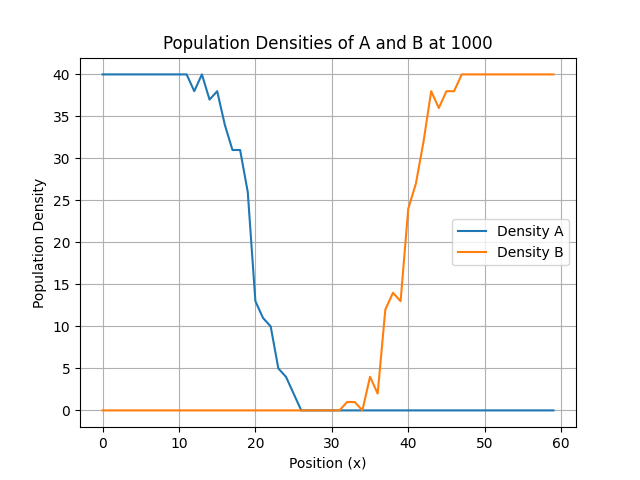 Population Densities of A and B at 1000
Population Density
40
35
30
25
20
15
10
5
0
Density A
Density B
0 10 20 30 40 50 60
Position (x)